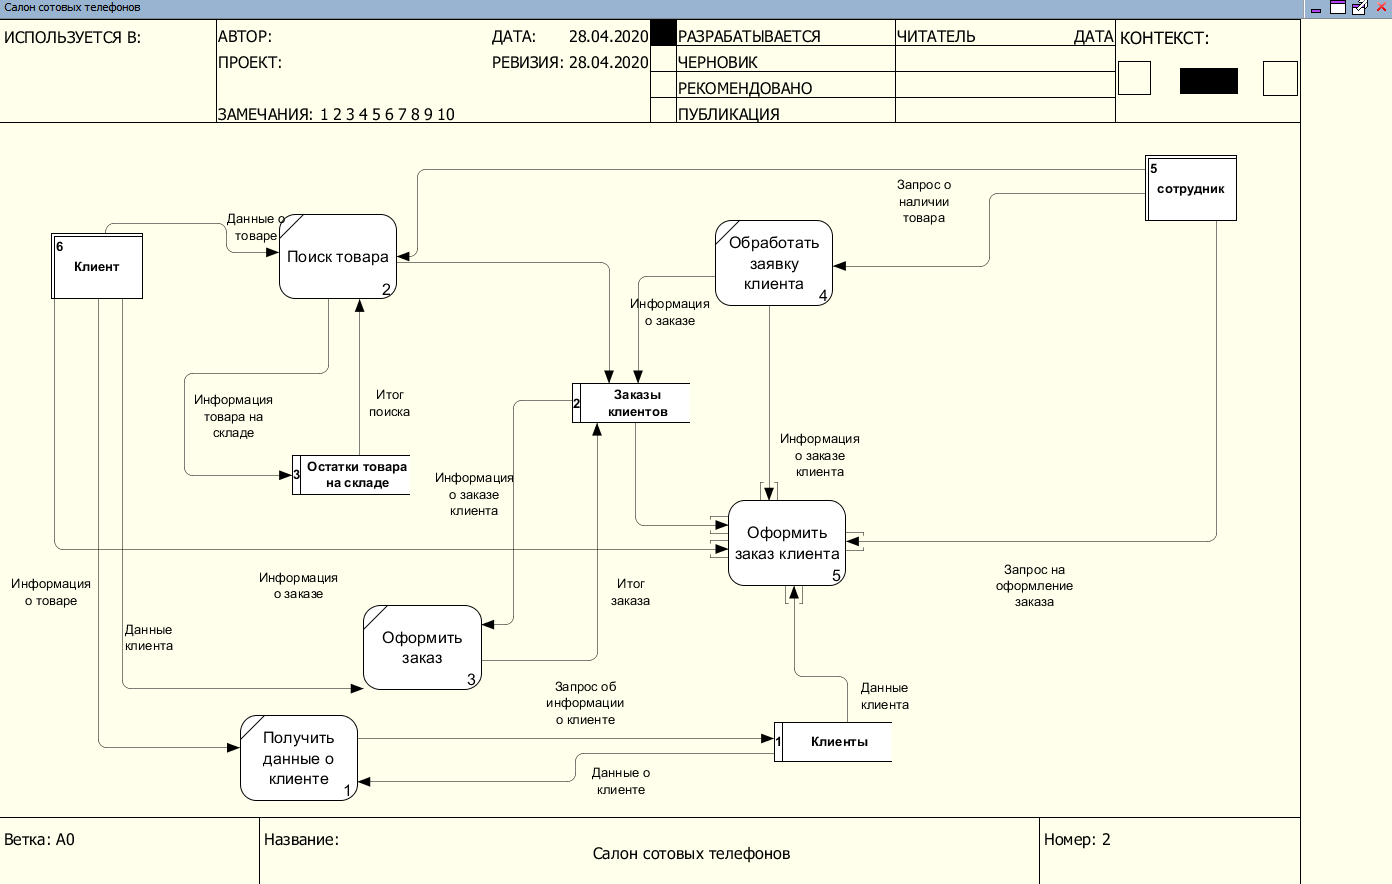 Салон сотовых телефонов
ИСПОЛЬЗУЕТСЯ В:
АВТОР:
ДАТА: 28.04.2020
РАЗРАБАТЫВАЕТСЯ
ЧИТАТЕЛЬ
ДАТА
КОНТЕКСТ:
ПРОЕКТ:
РЕВИЗИЯ: 28.04.2020
ЧЕРНОВИК
РЕКОМЕНДОВАНО
ЗАМЕЧАНИЯ: 1 2 3 4 5 6 7 8 9 10
ПУБЛИКАЦИЯ
5
сотрудник
Запрос о
наличии
товара
Данные о
товаре
6
Клиент
Поиск товара
2
Обработать
заявку
клиента
4
Информация
о заказе
Информация
товара на
складе
Итог
поиска
2
Заказы
клиентов
3
Остатки товара
на складе
Информация
о заказе
клиента
Информация
о заказе
клиента
Оформить
заказ клиента
5
Запрос на
оформление
заказа
Информация
о товаре
Информация
о заказе
Итог
заказа
Данные
клиента
Оформить
заказ
3
Запрос об
информации
о клиенте
Данные
клиента
Получить
данные о
клиенте
1
1
Клиенты
Данные о
клиенте
Ветка: A0
Название:
Салон сотовых телефонов
Номер: 2